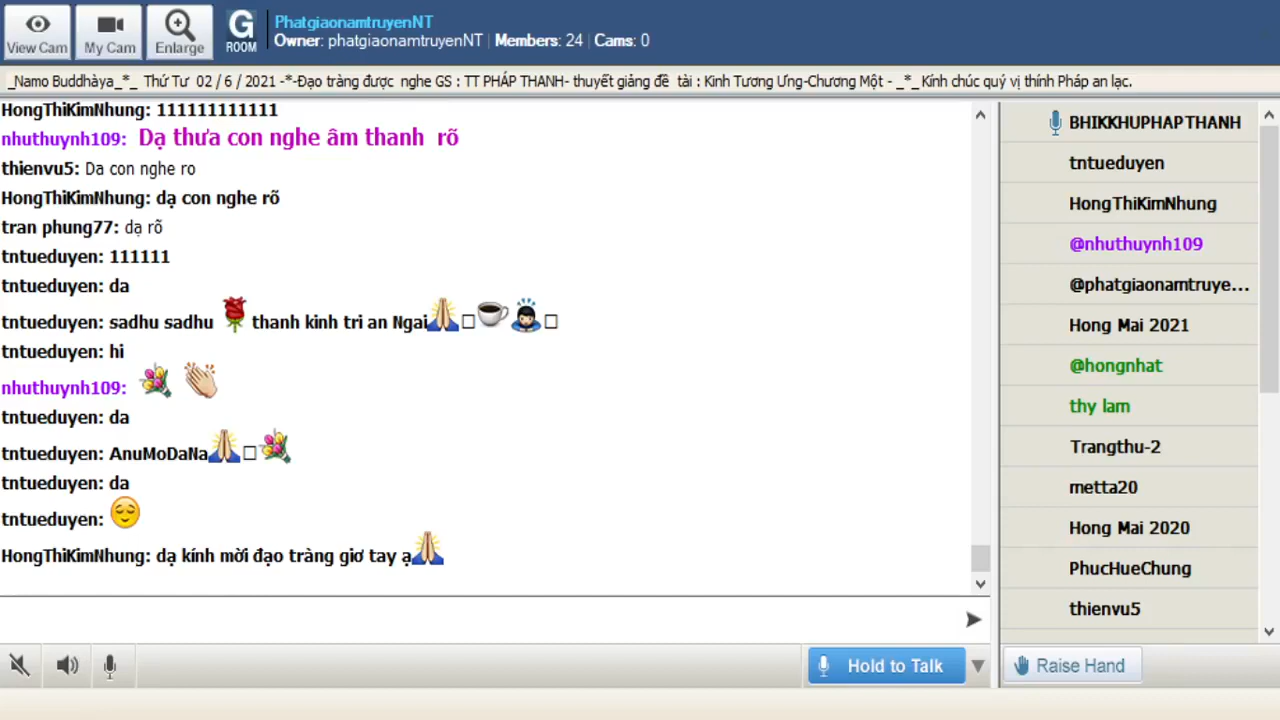 View Cam
My Cam
Enlarge
G
ROOM
PhatgiaonamtruyenNT
Owner: phatgiaonamtruyenNT | Members: 24 | Cams: 0
_Namo Buddhàya_*_ Thứ Tư 02 / 6 / 2021 -*-Đạo tràng được nghe GS : TT PHÁP THANH- thuyết giảng đề tài : Kinh Tương Ưng-Chương Một - _*_ Kính chúc quý vị thính Pháp an lạc.
HongThiKimNhung: 111111111111
nhuthuynh109: Dạ thưa con nghe âm thanh rõ
thienvu5: Da con nghe ro
HongThiKimNhung: dạ con nghe rõ
tran phung77: dạ rõ
tntueduyen: 111111
tntueduyen: da
tntueduyen: sadhu sadhu thanh kinh tri an Ngai
tntueduyen: hi
nhuthuynh109:
tntueduyen: da
tntueduyen: AnuMoDaNa
tntueduyen: da
tntueduyen:
HongThiKimNhung: dạ kính mời đạo tràng giơ tay ạ
BHIKKHUPHAPTHANH
tntueduyen
HongThiKimNhung
@nhuthuynh109
@phatgiaonamtruye...
Hong Mai 2021
@hongnhat
thy lam
Trangthu-2
metta20
Hong Mai 2020
PhucHueChung
thienvu5
Hold to Talk
Raise Hand